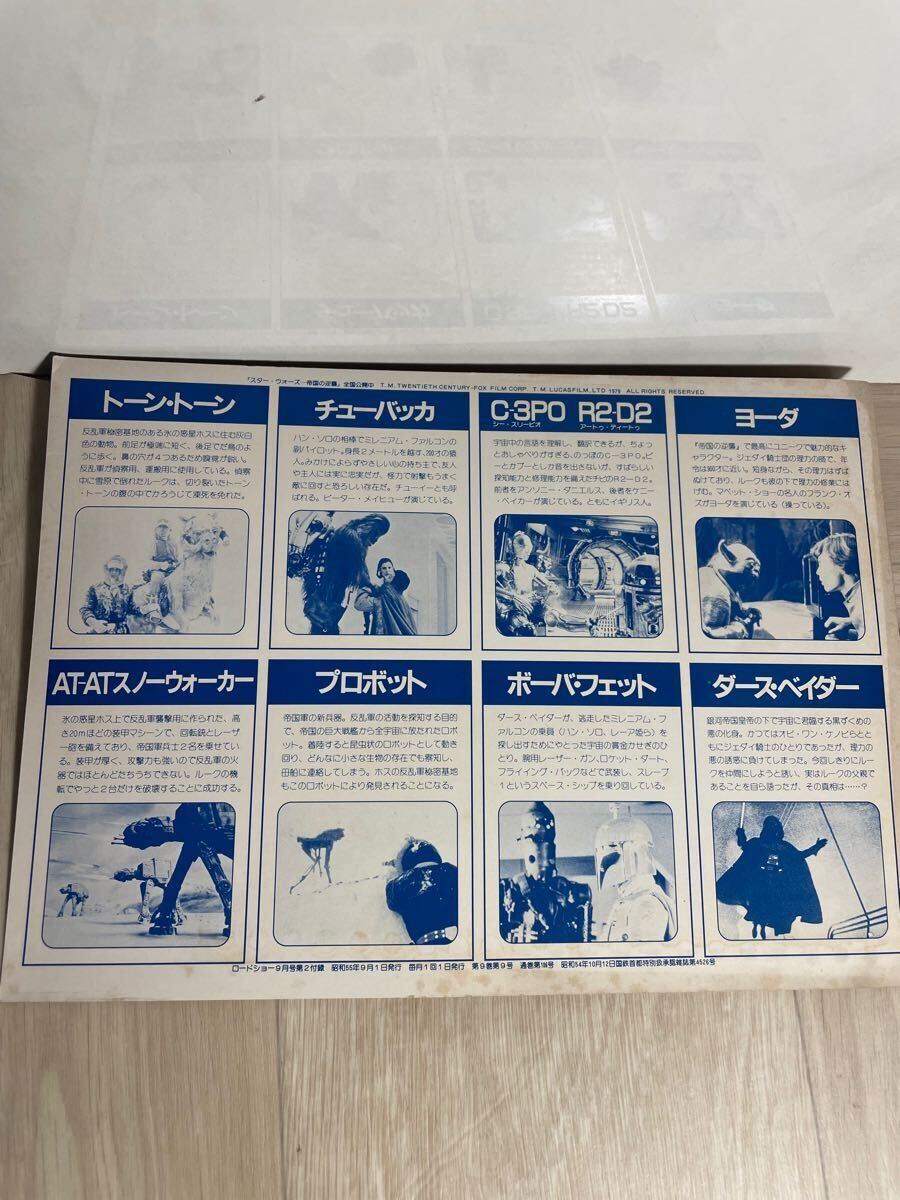 「スター・ウォーズ―帝国の逆襲」全国公開中 T.M.TWENTIETH CENTURY-FOX FILM CORP. T.M.LUCASFILM,LTD 1979 ALL RIGHTS RESERVED.
トーン・トーン
反乱軍秘密基地のある氷の惑星ホスに住む灰白
色の動物。前足が極端に短く、後足でだ鳥のよう
に歩く。鼻の穴が4つあるため嗅覚が鋭い。
反乱軍が偵察用、運搬用に使用している。偵察
中に雪原で倒れたルークは、切り裂いたトーン
・トーンの腹の中でかろうじて凍死を免れた。
チューバッカ
ハン・ソロの相棒でミレニアム・ファルコンの
副パイロット。身長2メートルを越す、200才の猿
人。みかけによらずやさしい心の持ち主で、友人
や主人には実に忠実だが、怪力で射撃もうまく
敵に回すと恐ろしい存在だ。チューイーとも呼
ばれる。ピーター・メイヒューが演じている。
C-3PO R2-D2
シー・スリーピオ アートゥ・ディートゥ
宇宙中の言語を理解し、翻訳できるが、ちょっ
とおしゃべりがすぎる、のっぽのC-3PO。ピ
ーとかブーとしか音を出さないが、すばらしい
探知能力と修理能力を備えたチビのR2-D2。
前者をアンソニー・ダニエルス、後者をケニー
・ベイカーが演じている。ともにイギリス人。
ヨーダ
『帝国の逆襲』で最高にユニークで魅力的なキ
ャラクター。ジェダイ騎士団の理力の師で、年
令は900才に近い。短身ながら、その理力はずば
ぬけており、ルークも彼の下で理力の修業には
げむ。マペット・ショーの名人のフランク・オ
ズがヨーダを演じている（操っている）。
AT-ATスノーウォーカー
氷の惑星ホス上で反乱軍襲撃用に作られた、高
さ20mほどの装甲マシーンで、回転銃とレーザ
ー砲を備えており、帝国軍兵士2名を乗せてい
る。装甲が厚く、攻撃力も強いので反乱軍の火
器ではほとんどたちうちできない。ルークの機
転でやっと2台だけを破壊することに成功する。
プロボット
帝国軍の新兵器。反乱軍の活動を探知する目的
で、帝国の巨大戦艦から全宇宙に放たれたロボ
ット。着陸すると昆虫状のロボットとして動き
回り、どんなに小さな生物の存在でも察知し、
母船に連絡してしまう。ホスの反乱軍秘密基地
もこのロボットにより発見されることになる。
ボーバ・フェット
ダース・ベイダーが、逃走したミレニアム・フ
ァルコンの乗員（ハン・ソロ、レーア姫ら）を
探し出すためにやとった宇宙の賞金かせぎのひ
とり。腕用レーザー・ガン、ロケット・ダート、
フライイング・パックなどで武装し、スレーブ
1というスペース・シップを乗り回している。
ダース・ベイダー
銀河帝国皇帝の下で宇宙に君臨する黒ずくめの
悪の化身。かつてはオビ・ワン・ケノビらとと
もにジェダイ騎士のひとりであったが、理力の
悪の誘惑に負けてしまった。今回しきりにルー
クを仲間にしようと誘い、実はルークの父親で
あることを自ら語ったが、その真相は……？
ロードショー9月号第2付録 昭和55年9月1日発行 毎月1回1日発行 第9巻第9号 通巻第106号 昭和54年10月12日国鉄首都特別扱承認雑誌第4526号